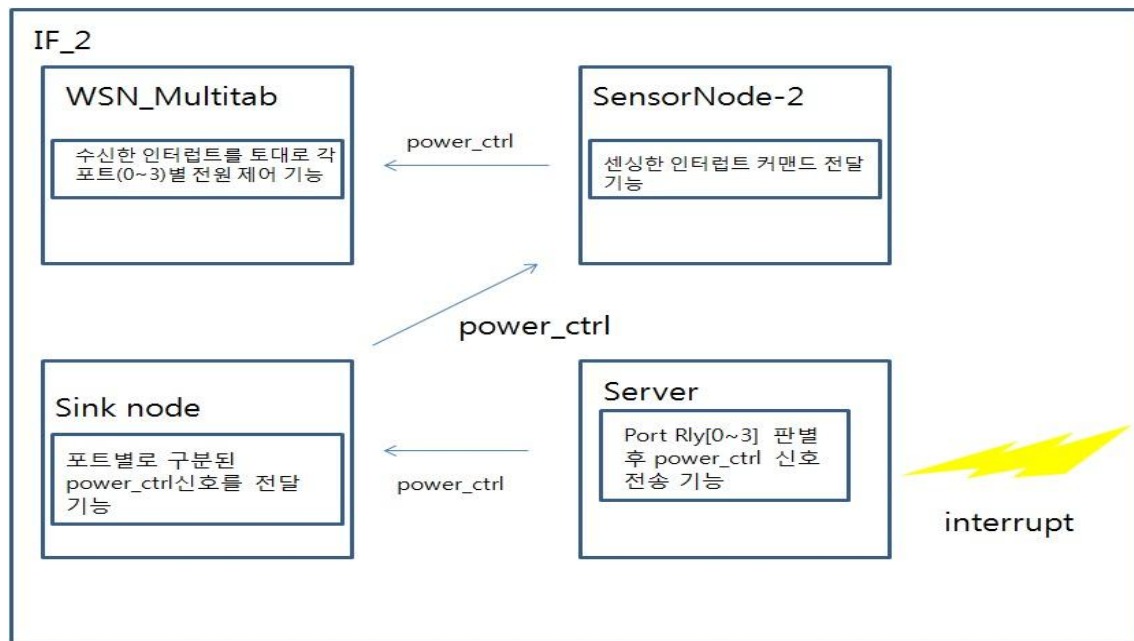 IF_2
WSN_Multitab
수신한 인터럽트를 토대로 각
포트(0~3)별 전원 제어 기능
power_ctrl
SensorNode-2
센싱한 인터럽트 커맨드 전달
기능
power_ctrl
Sink node
포트별로 구분된
power_ctrl신호를 전달
기능
power_ctrl
Server
Port Rly[0~3] 판별
후 power_ctrl 신호
전송 기능
interrupt